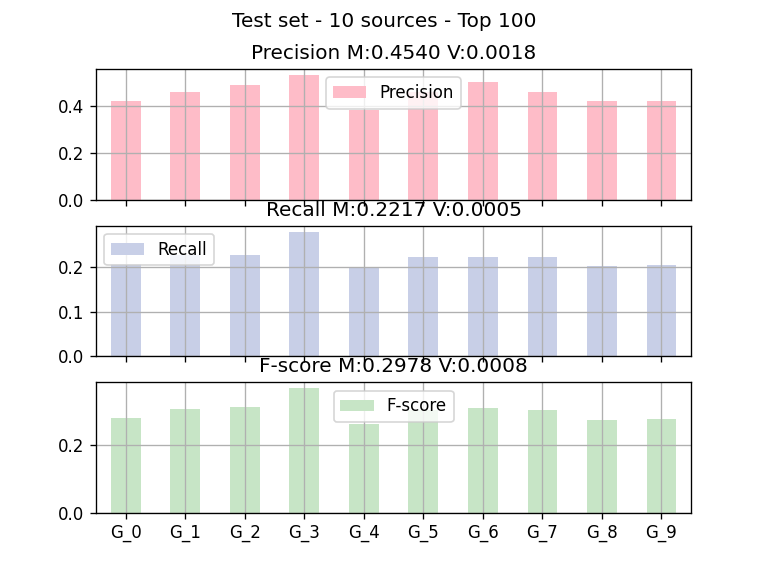 Test set - 10 sources - Top 100
Precision M:0.4540 V:0.0018
Precision
0.4
0.2
0.0
Recall M:0.2217 V:0.0005
Recall
0.2
0.1
0.0
F-score M:0.2978 V:0.0008
F-score
0.2
0.0
G_0 G_1 G_2 G_3 G_4 G_5 G_6 G_7 G_8 G_9